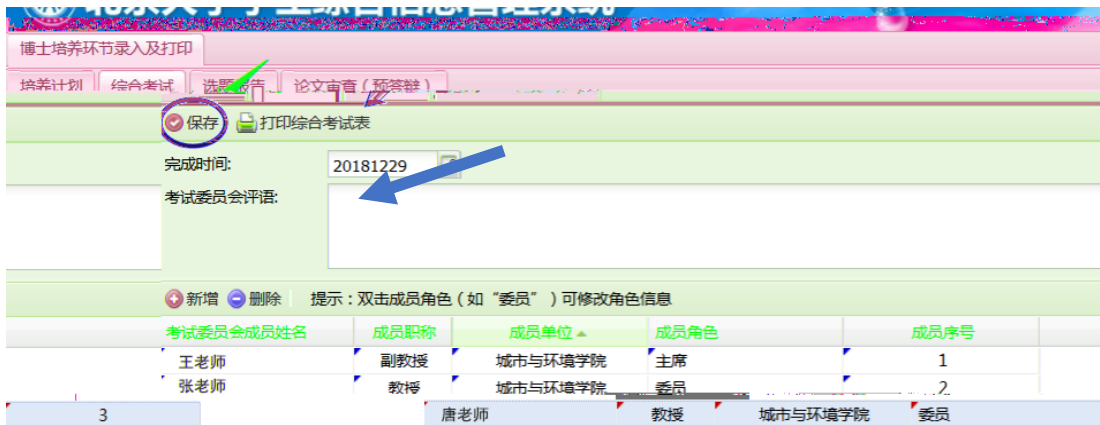 博士培养环节录入及打印
培养计划 综合考试 选题报告 论文审查（预答辩）
保存 打印综合考试表
完成时间: 20181229
考试委员会评语:
新增 删除 提示：双击成员角色（如“委员”）可修改角色信息
考试委员会成员姓名 成员职称 成员单位 成员角色 成员序号
王老师 副教授 城市与环境学院 主席 1
张老师 教授 城市与环境学院 委员 2
3 唐老师 教授 城市与环境学院 委员